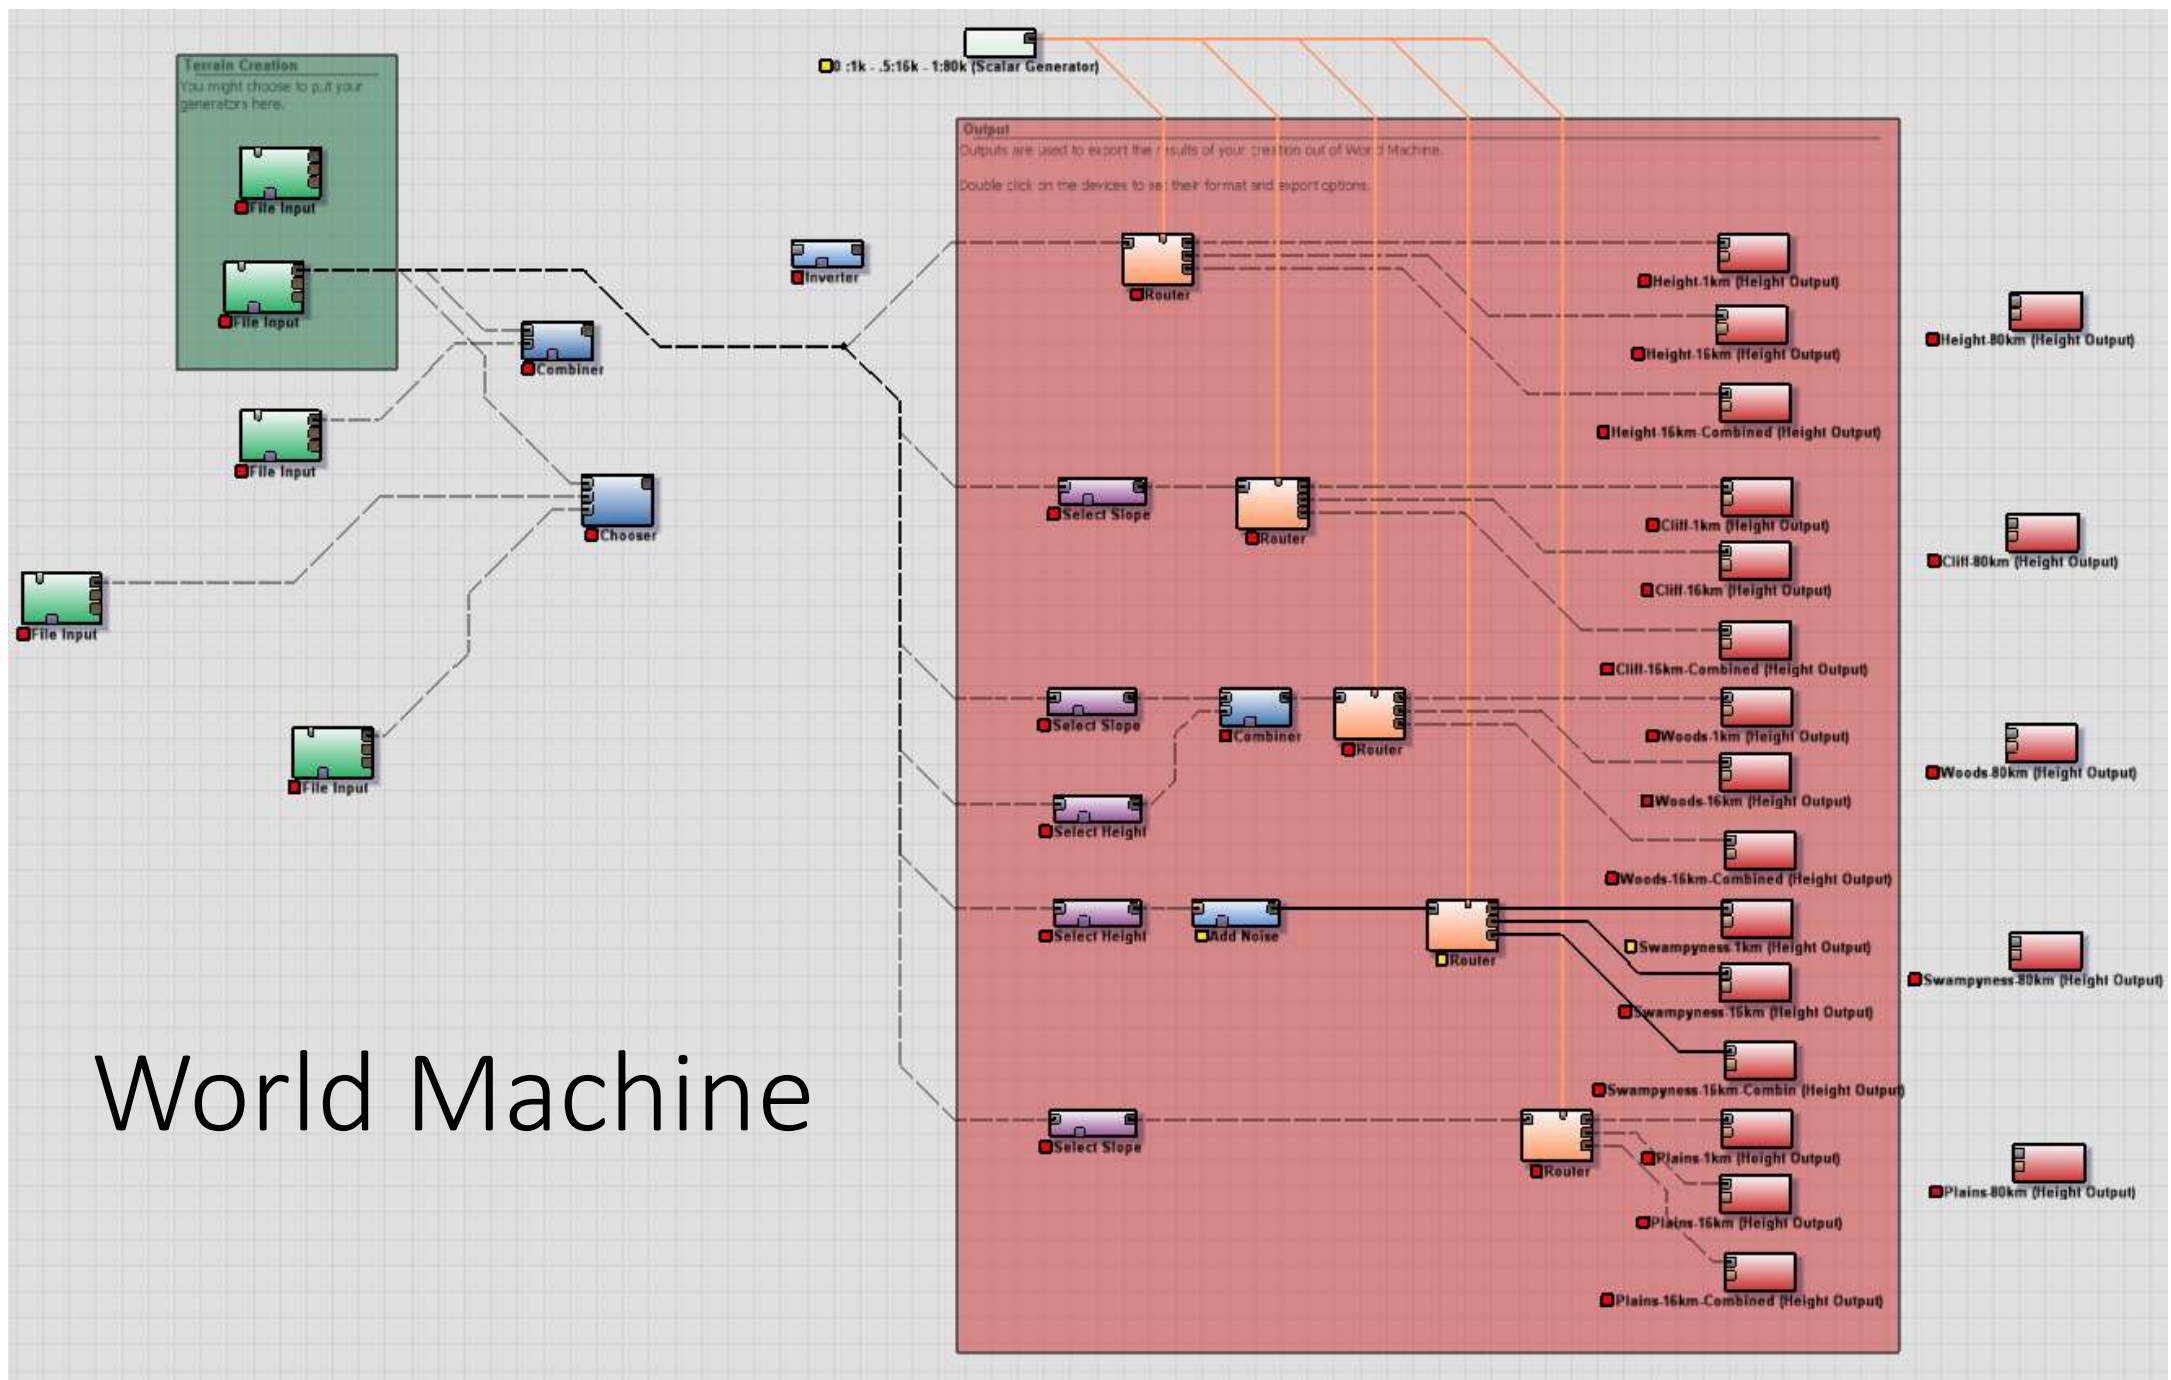 0 :1k - .5:16k - 1:80k (Scalar Generator)
Terrain Creation
You might choose to put your
generators here.
File Input
File Input
Combiner
File Input
Chooser
File Input
File Input
Inverter
World Machine
Output
Outputs are used to export the results of your creation out of World Machine.
Double click on the devices to set their format and export options.
Router
Height-1km (Height Output)
Height-16km (Height Output)
Height-16km-Combined (Height Output)
Height-80km (Height Output)
Select Slope
Router
Cliff-1km (Height Output)
Cliff-16km (Height Output)
Cliff-16km-Combined (Height Output)
Cliff-80km (Height Output)
Select Slope
Combiner
Router
Select Height
Woods-1km (Height Output)
Woods-16km (Height Output)
Woods-16km-Combined (Height Output)
Woods-80km (Height Output)
Select Height
Add Noise
Router
Swampyness-1km (Height Output)
Swampyness-16km (Height Output)
Swampyness-16km-Combin (Height Output)
Swampyness-80km (Height Output)
Select Slope
Router
Plains-1km (Height Output)
Plains-16km (Height Output)
Plains-16km-Combined (Height Output)
Plains-80km (Height Output)